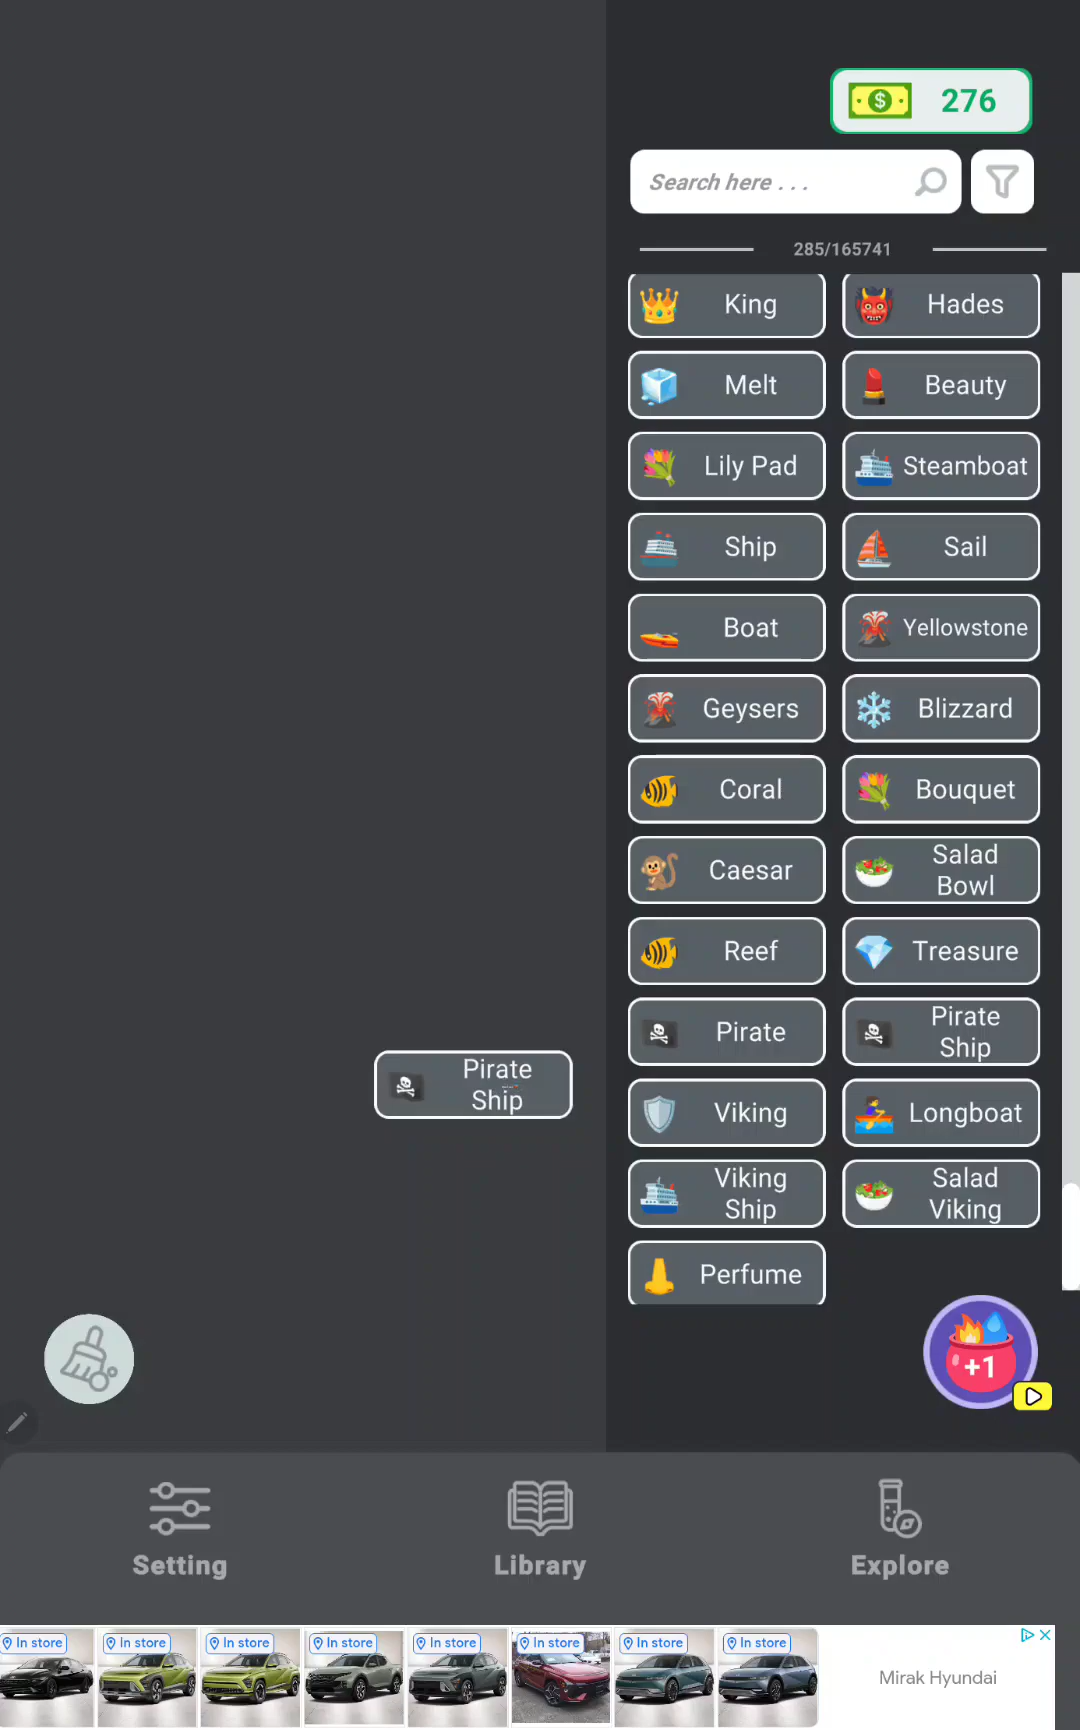 276
Search here . . .
285/165741
King
Hades
Melt
Beauty
Lily Pad
Steamboat
Ship
Sail
Boat
Yellowstone
Geysers
Blizzard
Coral
Bouquet
Caesar
Salad
Bowl
Reef
Treasure
Pirate
Pirate
Ship
Pirate
Ship
Viking
Longboat
Viking
Ship
Salad
Viking
Perfume
+1
Setting
Library
Explore
In store
In store
In store
In store
In store
In store
In store
In store
Mirak Hyundai